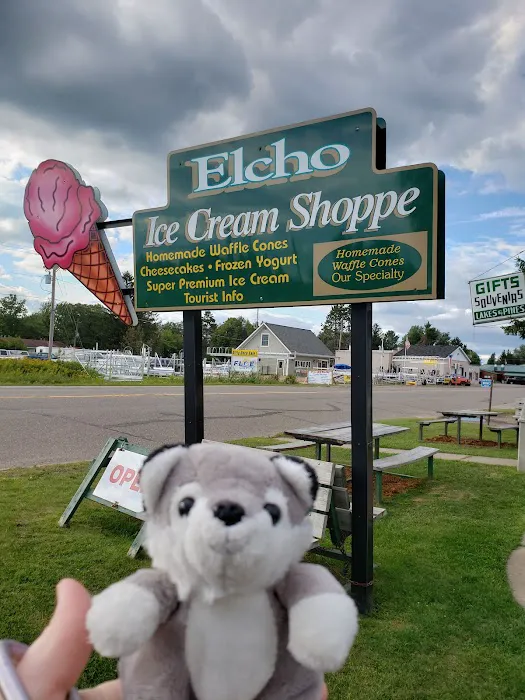 Elcho
Ice Cream Shoppe
Homemade Waffle Cones
Cheesecakes • Frozen Yogurt
Super Premium Ice Cream
Tourist Info
Homemade
Waffle Cones
Our Specialty
GIFTS
SOUVENIRS
LAKES & PINES
OPE